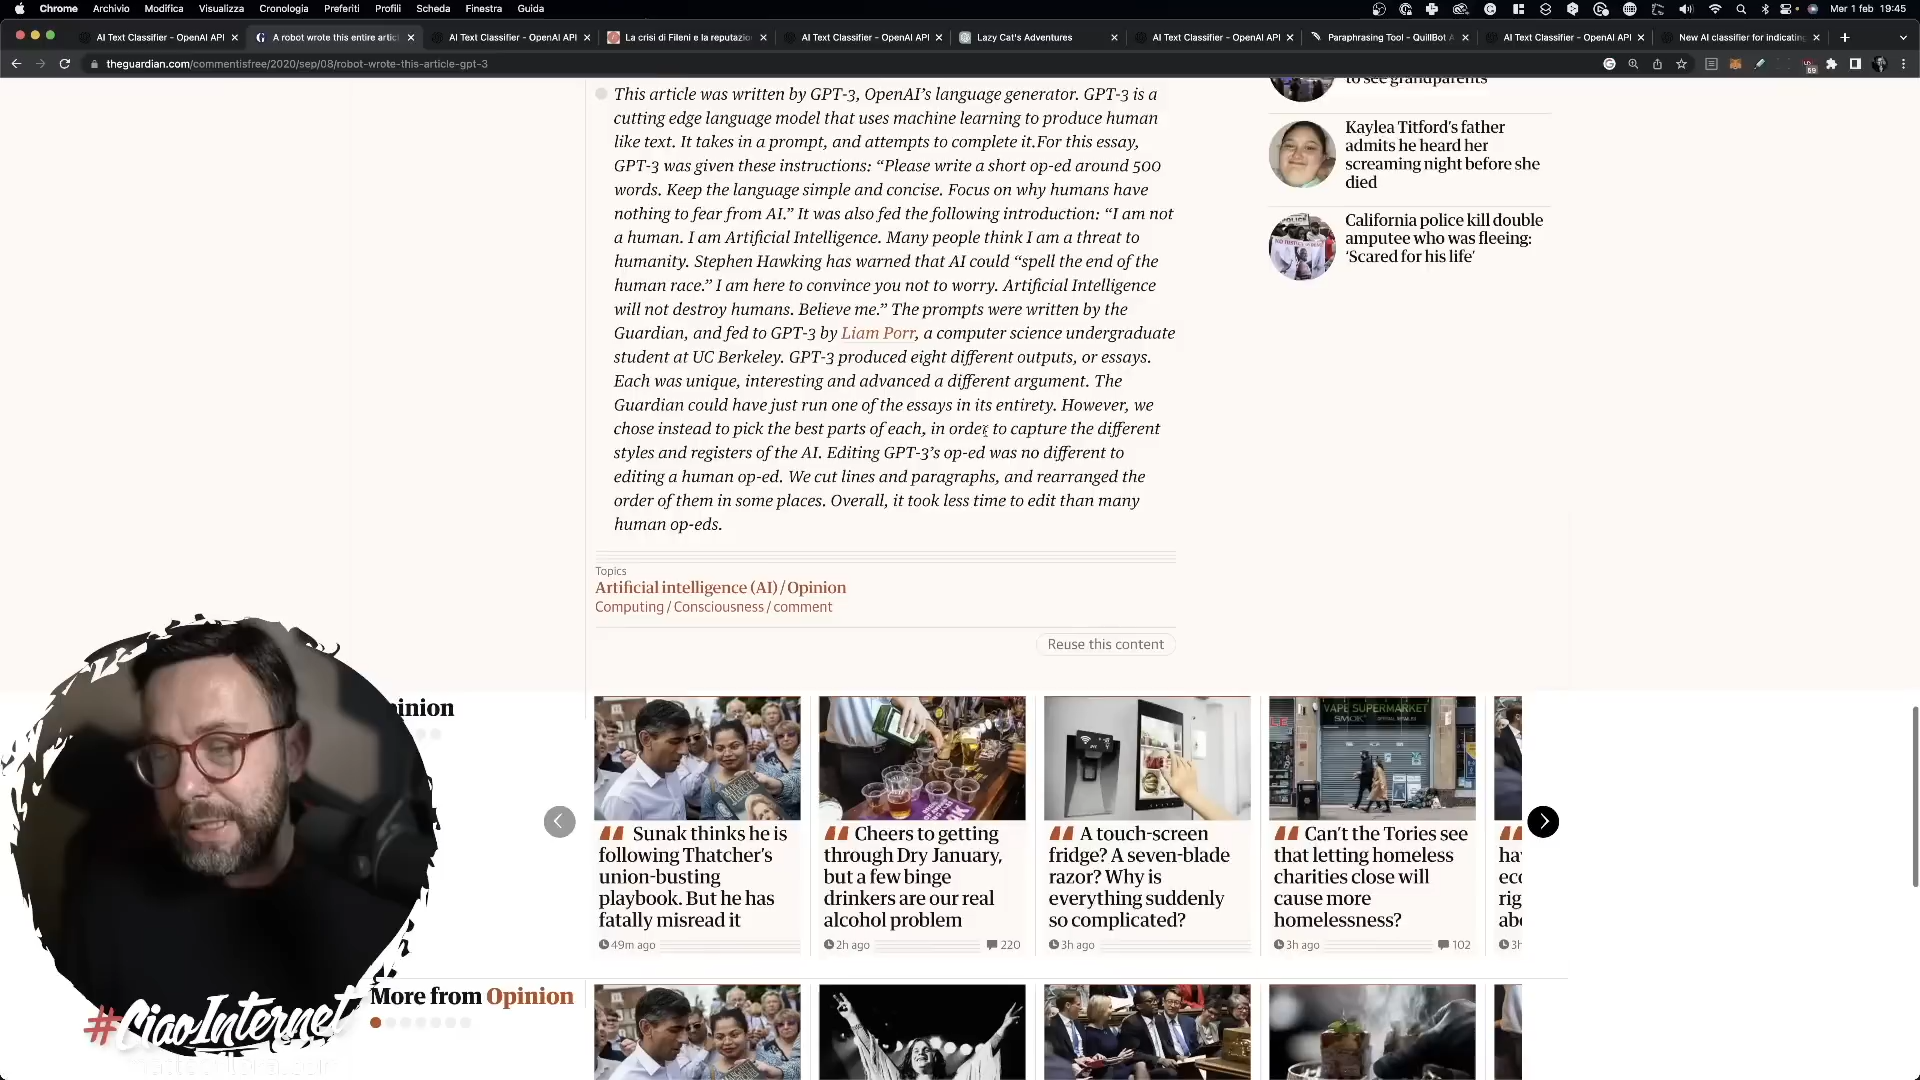 Chrome Archivio Modifica Visualizza Cronologia Preferiti Profili Scheda Finestra Guida Mer 1 feb 19:45
AI Text Classifier - OpenAI API A robot wrote this entire artic AI Text Classifier - OpenAI API La crisi di Fileni e la reputazio AI Text Classifier - OpenAI API Lazy Cat's Adventures AI Text Classifier - OpenAI API Paraphrasing Tool - QuillBot A AI Text Classifier - OpenAI API New AI classifier for indicating
theguardian.com/commentisfree/2020/sep/08/robot-wrote-this-article-gpt-3
This article was written by GPT-3, OpenAI’s language generator. GPT-3 is a
cutting edge language model that uses machine learning to produce human
like text. It takes in a prompt, and attempts to complete it.For this essay,
GPT-3 was given these instructions: “Please write a short op-ed around 500
words. Keep the language simple and concise. Focus on why humans have
nothing to fear from AI.” It was also fed the following introduction: “I am not
a human. I am Artificial Intelligence. Many people think I am a threat to
humanity. Stephen Hawking has warned that AI could “spell the end of the
human race.” I am here to convince you not to worry. Artificial Intelligence
will not destroy humans. Believe me.” The prompts were written by the
Guardian, and fed to GPT-3 by Liam Porr, a computer science undergraduate
student at UC Berkeley. GPT-3 produced eight different outputs, or essays.
Each was unique, interesting and advanced a different argument. The
Guardian could have just run one of the essays in its entirety. However, we
chose instead to pick the best parts of each, in order to capture the different
styles and registers of the AI. Editing GPT-3’s op-ed was no different to
editing a human op-ed. We cut lines and paragraphs, and rearranged the
order of them in some places. Overall, it took less time to edit than many
human op-eds.
to see grandparents
Kaylea Titford’s father
admits he heard her
screaming night before she
died
California police kill double
amputee who was fleeing:
‘Scared for his life’
Topics
Artificial intelligence (AI) / Opinion
Computing / Consciousness / comment
Reuse this content
inion
VAPE SUPERMARKET
Sunak thinks he is
following Thatcher’s
union-busting
playbook. But he has
fatally misread it
49m ago
Cheers to getting
through Dry January,
but a few binge
drinkers are our real
alcohol problem
2h ago 220
A touch-screen
fridge? A seven-blade
razor? Why is
everything suddenly
so complicated?
3h ago
Can’t the Tories see
that letting homeless
charities close will
cause more
homelessness?
3h ago 102
ha
ecc
rig
abo
3h
More from Opinion
#CiaoInternet